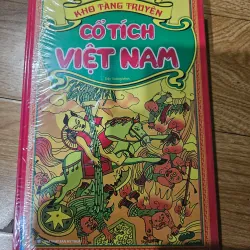 KHO TÀNG TRUYỆN
CỔ TÍCH
VIỆT NAM